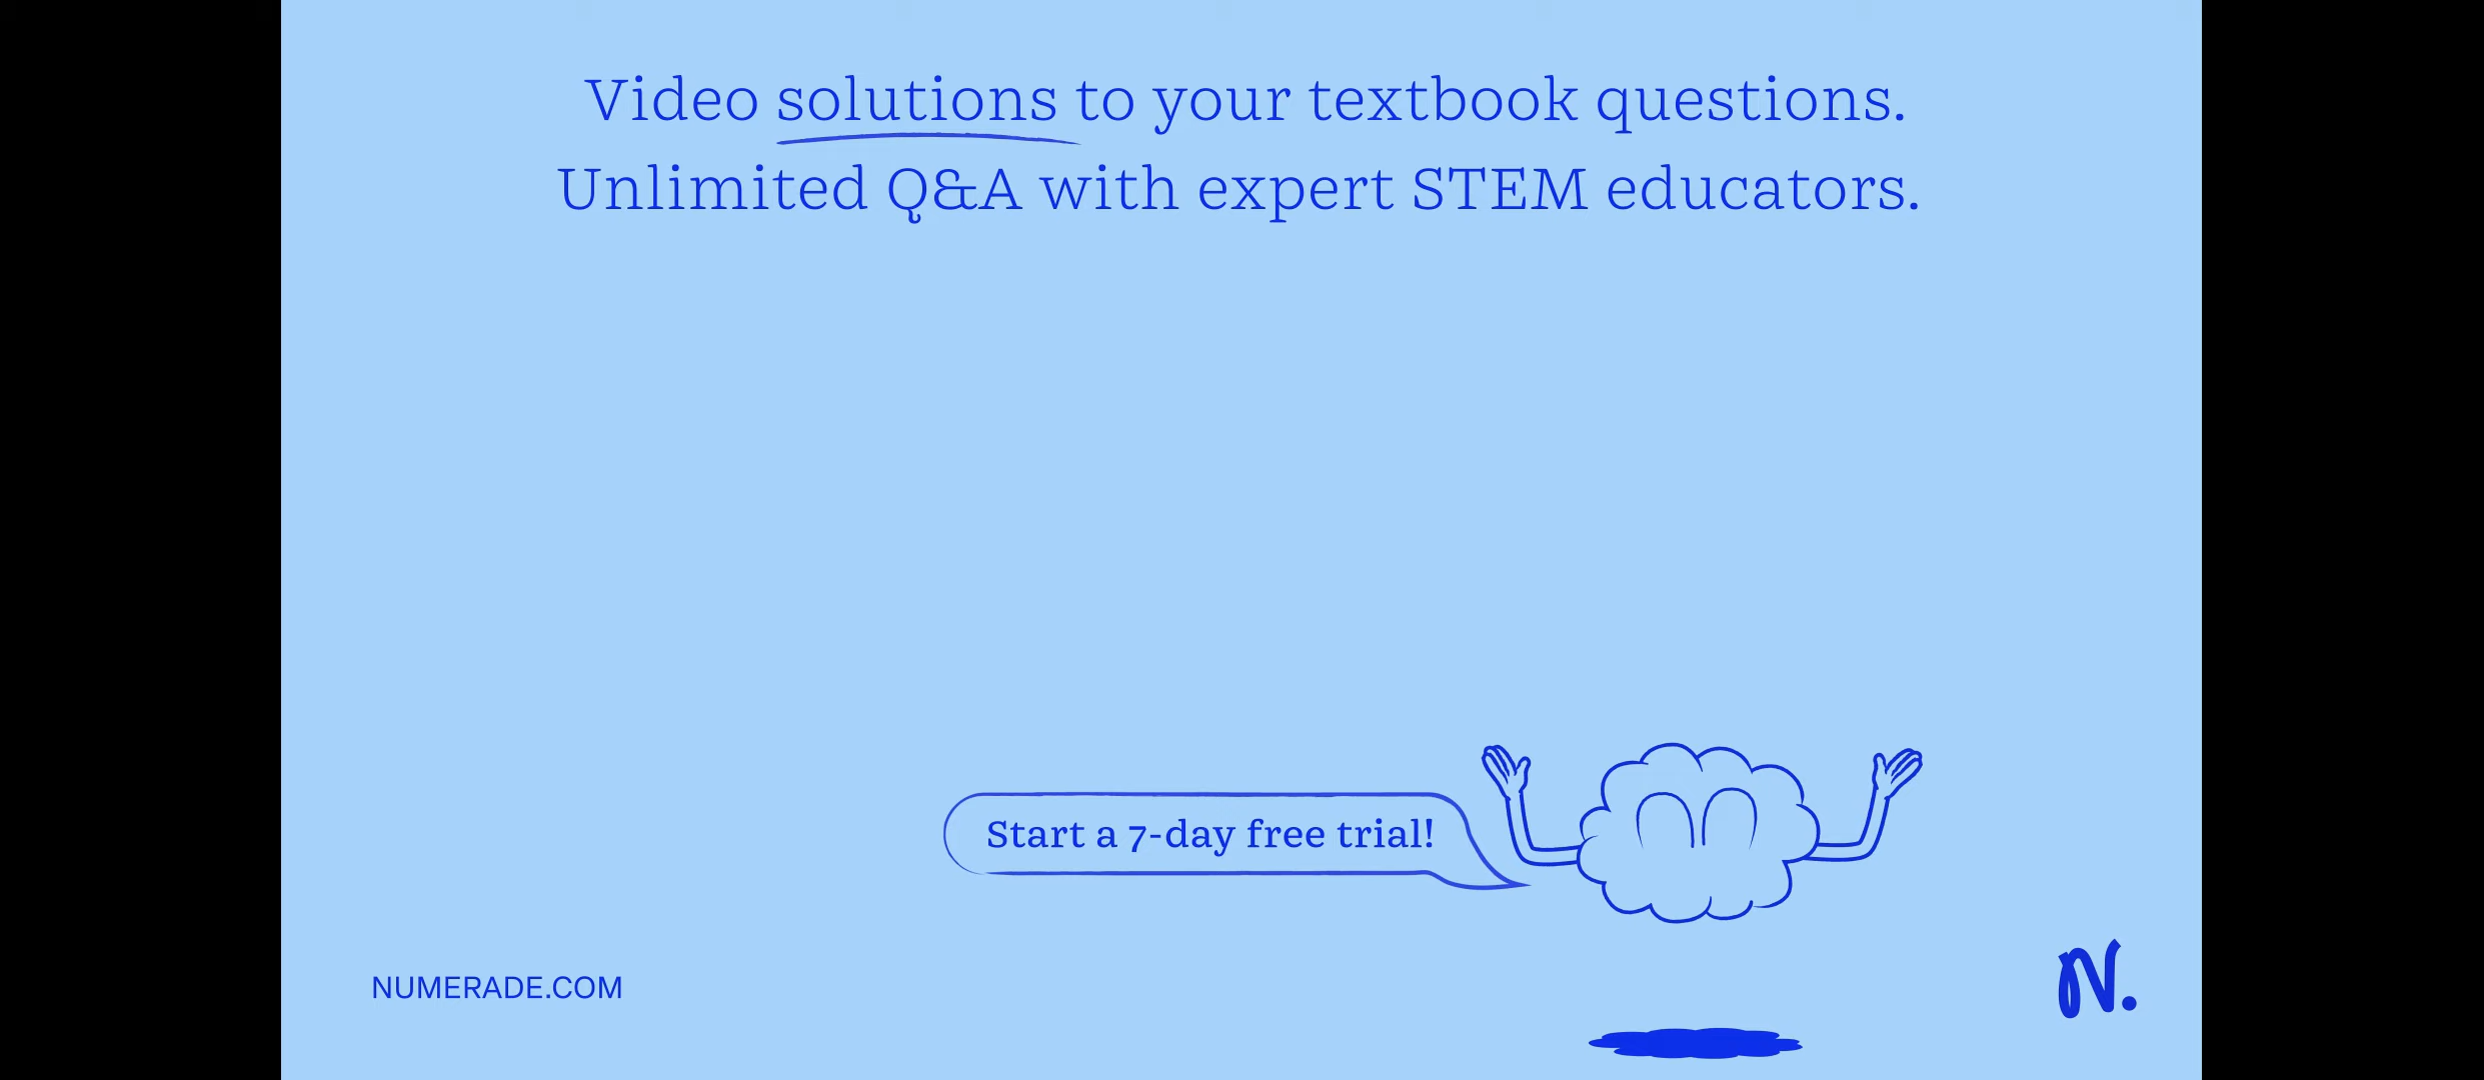 Video solutions to your textbook questions.
Unlimited Q&A with expert STEM educators.
Start a 7-day free trial!
NUMERADE.COM
N.